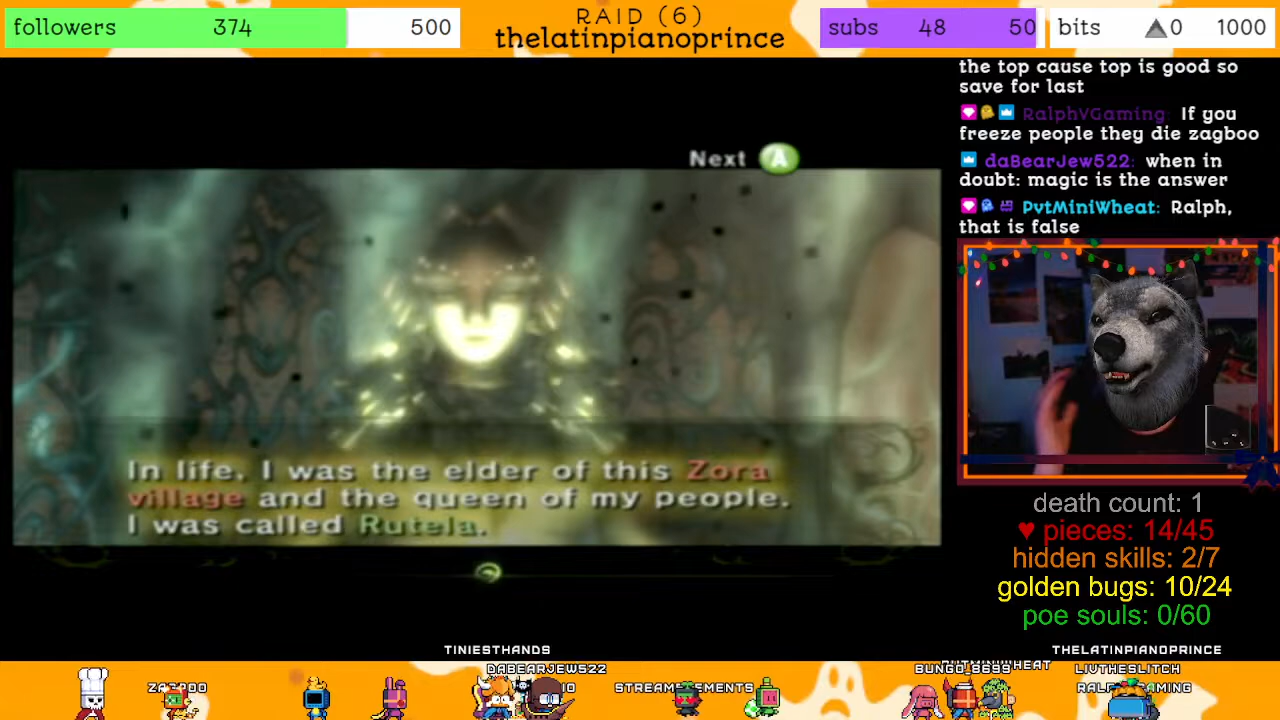 followers 374 500
RAID (6)
thelatinpianoprince
subs 48 50
bits 0 1000
the top cause top is good so
save for last
RalphVGaming: If you
freeze people they die zagboo
daBearJew522: when in
doubt: magic is the answer
PvtMiniWheat: Ralph,
that is false
Next A
In life, I was the elder of this Zora
village and the queen of my people.
I was called Rutela.
death count: 1
♥ pieces: 14/45
hidden skills: 2/7
golden bugs: 10/24
poe souls: 0/60
TINIESTHANDS
THELATINPIANOPRINCE
DABEARJEW522
BUNGO_8699
LIVTHESLITCH